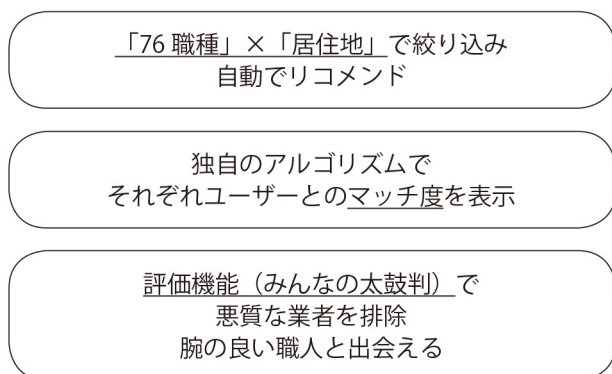 「76 職種」×「居住地」で絞り込み
自動でリコメンド
独自のアルゴリズムで
それぞれユーザーとのマッチ度を表示
評価機能（みんなの太鼓判）で
悪質な業者を排除
腕の良い職人と出会える